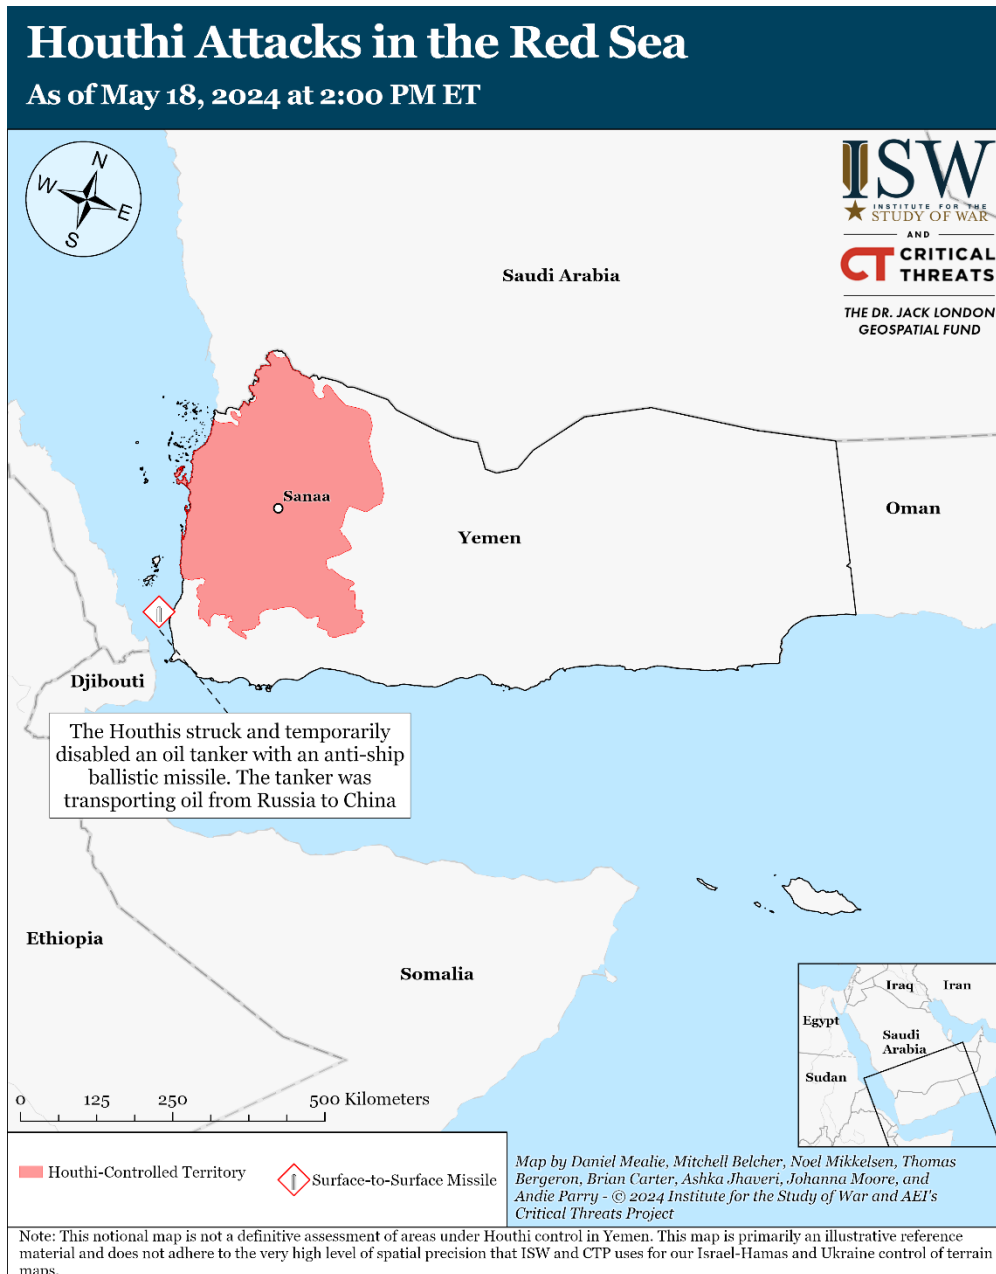 Houthi Attacks in the Red Sea
As of May 18, 2024 at 2:00 PM ET
N
W
E
S
ISW
INSTITUTE FOR THE
STUDY OF WAR
AND
CT CRITICAL
THREATS
THE DR. JACK LONDON
GEOSPATIAL FUND
Saudi Arabia
Sanaa
Yemen
Oman
Djibouti
The Houthis struck and temporarily
disabled an oil tanker with an anti-ship
ballistic missile. The tanker was
transporting oil from Russia to China
Ethiopia
Somalia
Iraq
Iran
Egypt
Saudi
Arabia
Sudan
0 125 250 500 Kilometers
Houthi-Controlled Territory
Surface-to-Surface Missile
Map by Daniel Mealie, Mitchell Belcher, Noel Mikkelsen, Thomas
Bergeron, Brian Carter, Ashka Jhaveri, Johanna Moore, and
Andie Parry - © 2024 Institute for the Study of War and AEI's
Critical Threats Project
Note: This notional map is not a definitive assessment of areas under Houthi control in Yemen. This map is primarily an illustrative reference
material and does not adhere to the very high level of spatial precision that ISW and CTP uses for our Israel-Hamas and Ukraine control of terrain
maps.